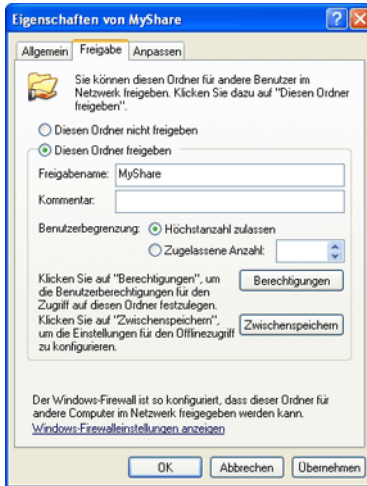 Eigenschaften von MyShare
Allgemein Freigabe Anpassen
Sie können diesen Ordner für andere Benutzer im
Netzwerk freigeben. Klicken Sie dazu auf "Diesen Ordner
freigeben".
Diesen Ordner nicht freigeben
Diesen Ordner freigeben
Freigabename: MyShare
Kommentar:
Benutzerbegrenzung: Höchstanzahl zulassen
Zugelassene Anzahl:
Klicken Sie auf "Berechtigungen", um
die Benutzerberechtigungen für den
Zugriff auf diesen Ordner festzulegen.
Berechtigungen
Klicken Sie auf "Zwischenspeichern",
um die Einstellungen für den Offlinezugriff
zu konfigurieren.
Zwischenspeichern
Der Windows-Firewall ist so konfiguriert, dass dieser Ordner für
andere Computer im Netzwerk freigegeben werden kann.
Windows-Firewalleinstellungen anzeigen
OK Abbrechen Übernehmen